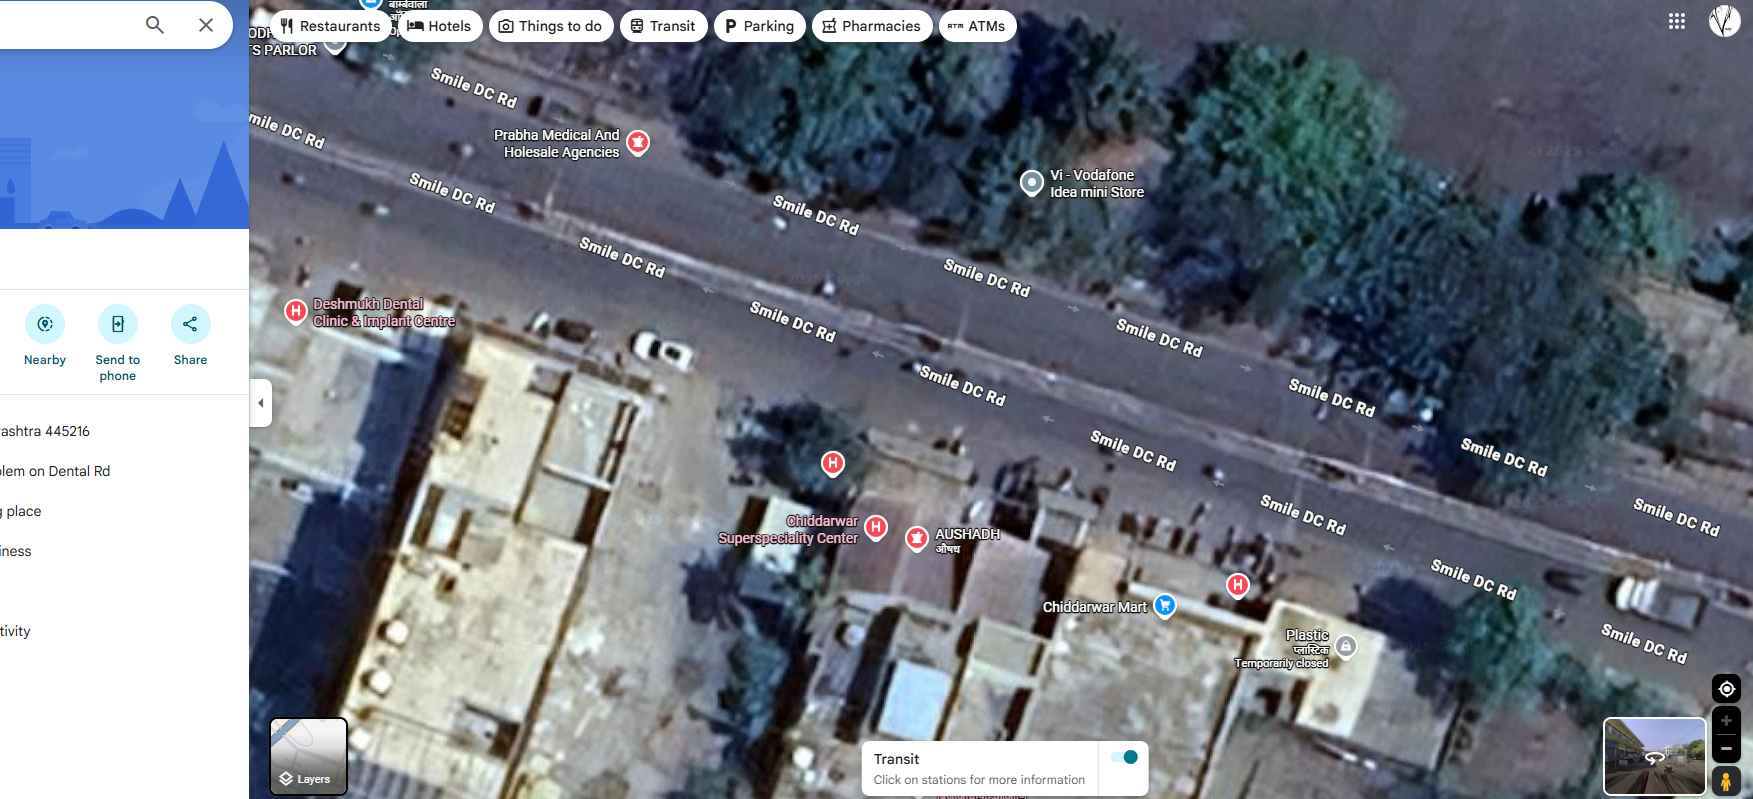 Restaurants
Hotels
Things to do
Transit
Parking
Pharmacies
ATMs
बॉम्बेवाला
TS PARLOR
Smile DC Rd
mile DC Rd
Prabha Medical And
Holesale Agencies
Vi - Vodafone
Idea mini Store
Smile DC Rd
Smile DC Rd
Smile DC Rd
Smile DC Rd
Deshmukh Dental
Clinic & Implant Centre
Smile DC Rd
Smile DC Rd
Smile DC Rd
Smile DC Rd
Smile DC Rd
Smile DC Rd
Smile DC Rd
Smile DC Rd
Smile DC Rd
Smile DC Rd
Nearby
Send to
phone
Share
ashtra 445216
lem on Dental Rd
g place
iness
tivity
Chiddarwar
Superspeciality Center
AUSHADH
औषध
Chiddarwar Mart
Plastic
प्लास्टिक
Temporarily closed
Layers
Transit
Click on stations for more information